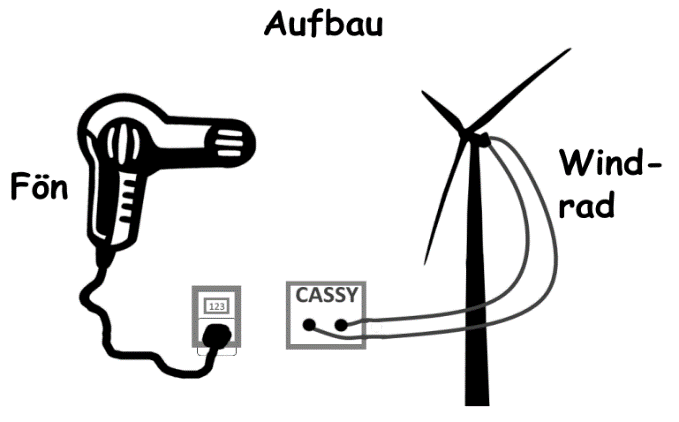 Aufbau
Fön
Wind-
rad
123
CASSY